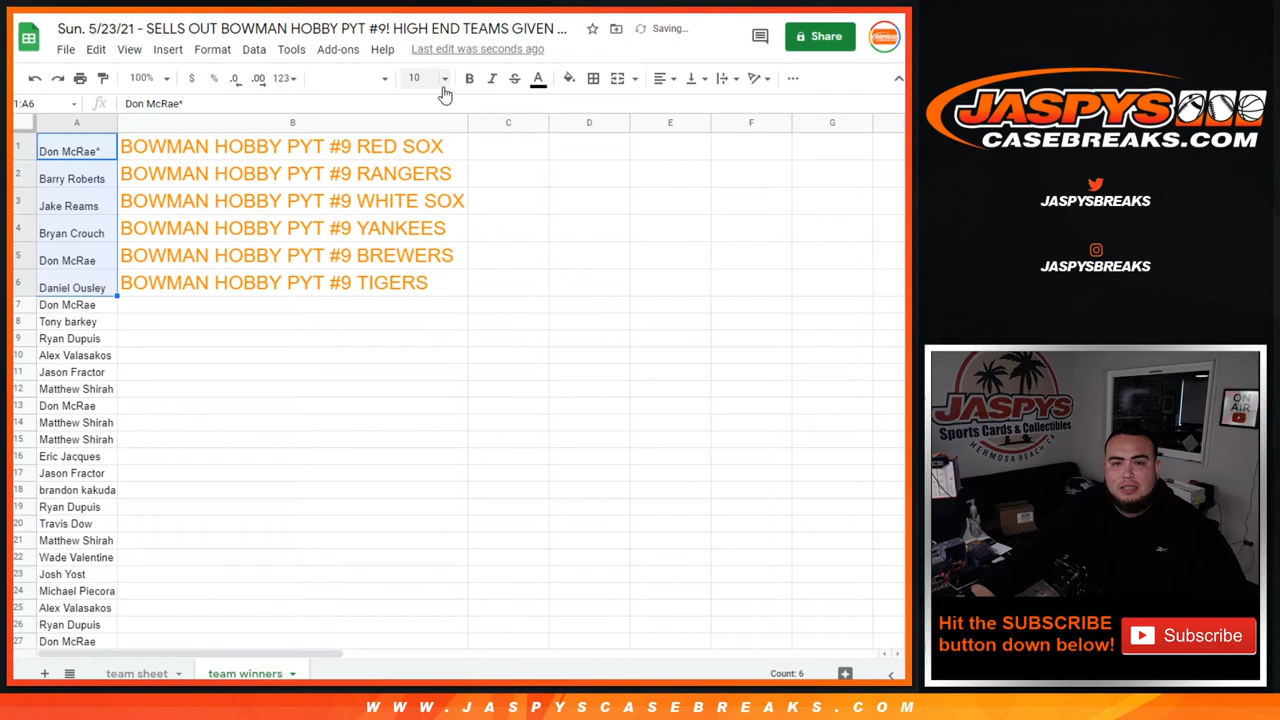 Sun. 5/23/21 - SELLS OUT BOWMAN HOBBY PYT #9! HIGH END TEAMS GIVEN ...
Saving...
Share
File Edit View Insert Format Data Tools Add-ons Help Last edit was seconds ago
100% $ % .0 .00 123 10 B I S A
1:A6 fx Don McRae*
A B C D E F G
1 Don McRae* BOWMAN HOBBY PYT #9 RED SOX
2 Barry Roberts BOWMAN HOBBY PYT #9 RANGERS
3 Jake Reams BOWMAN HOBBY PYT #9 WHITE SOX
4 Bryan Crouch BOWMAN HOBBY PYT #9 YANKEES
5 Don McRae BOWMAN HOBBY PYT #9 BREWERS
6 Daniel Ousley BOWMAN HOBBY PYT #9 TIGERS
7 Don McRae
8 Tony barkey
9 Ryan Dupuis
10 Alex Valasakos
11 Jason Fractor
12 Matthew Shirah
13 Don McRae
14 Matthew Shirah
15 Matthew Shirah
16 Eric Jacques
17 Jason Fractor
18 brandon kakuda
19 Ryan Dupuis
20 Travis Dow
21 Matthew Shirah
22 Wade Valentine
23 Josh Yost
24 Michael Piecora
25 Alex Valasakos
26 Ryan Dupuis
27 Don McRae
team sheet team winners Count: 6
JASPYS
CASEBREAKS.COM
JASPYSBREAKS
JASPYSBREAKS
JASPYS
Sports Cards & Collectibles
HERMOSA BEACH, CA
ON
AIR
Hit the SUBSCRIBE
button down below!
Subscribe
WWW.JASPYSCASEBREAKS.COM